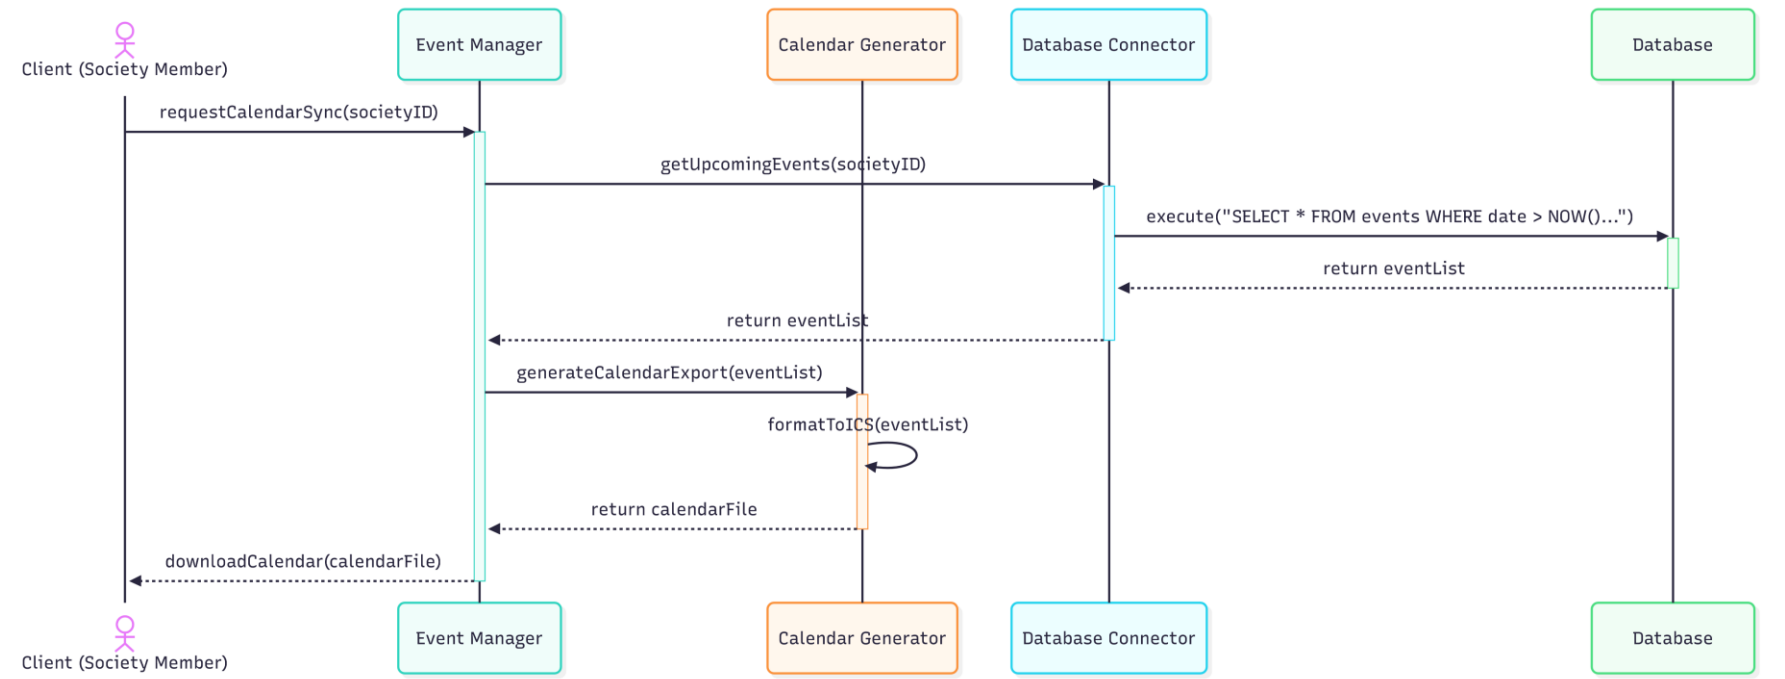 Client (Society Member)
Event Manager
Calendar Generator
Database Connector
Database
requestCalendarSync(societyID)
getUpcomingEvents(societyID)
execute("SELECT * FROM events WHERE date > NOW()...")
return eventList
return eventList
generateCalendarExport(eventList)
formatToICS(eventList)
return calendarFile
downloadCalendar(calendarFile)
Client (Society Member)
Event Manager
Calendar Generator
Database Connector
Database